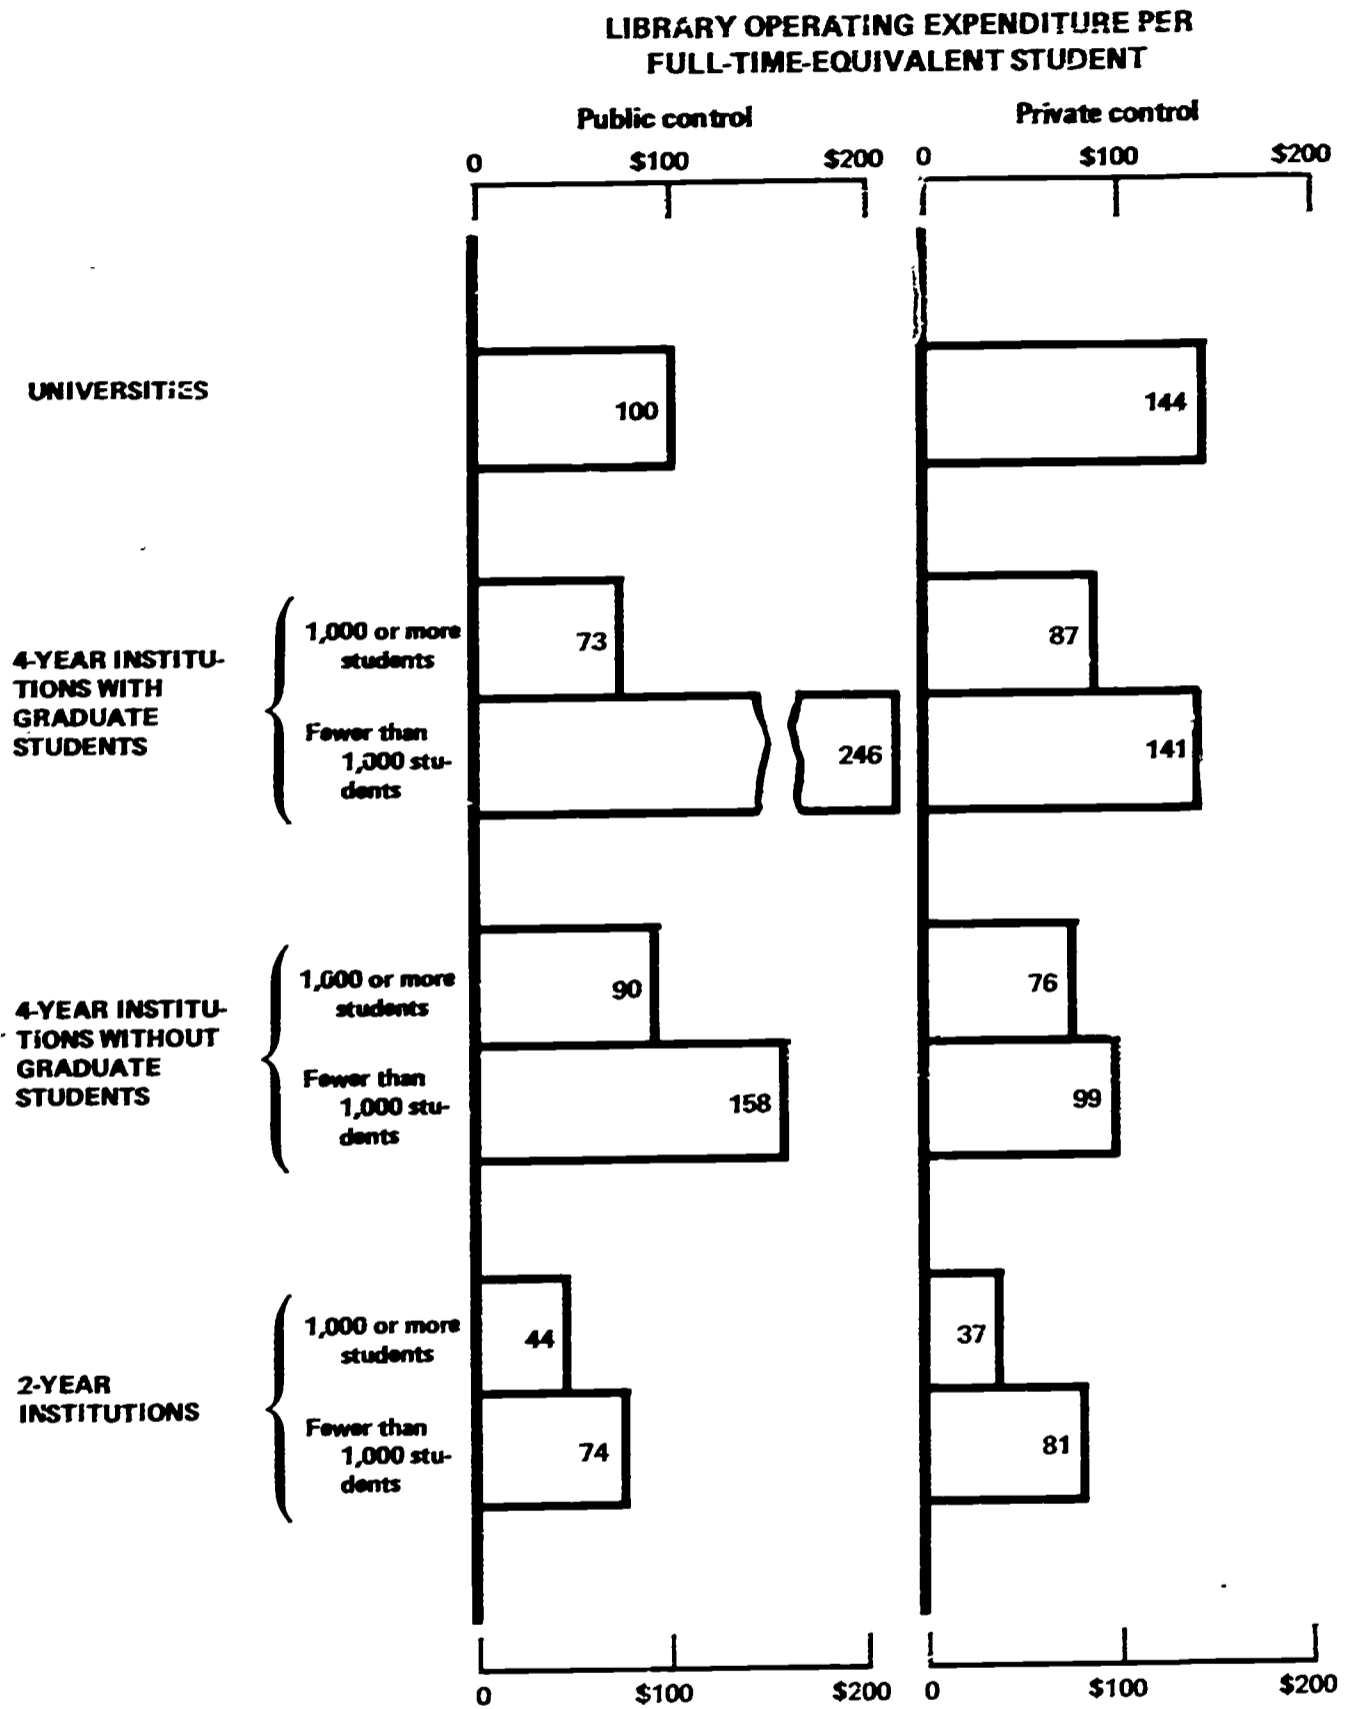 LIBRARY OPERATING EXPENDITURE PER
FULL-TIME-EQUIVALENT STUDENT
Public control
Private control
0 $100 $200
0 $100 $200
UNIVERSITIES
100
144
4-YEAR INSTITU-
TIONS WITH
GRADUATE
STUDENTS
1,000 or more
students
73
87
Fewer than
1,000 stu-
dents
246
141
4-YEAR INSTITU-
TIONS WITHOUT
GRADUATE
STUDENTS
1,000 or more
students
90
76
Fewer than
1,000 stu-
dents
158
99
2-YEAR
INSTITUTIONS
1,000 or more
students
44
37
Fewer than
1,000 stu-
dents
74
81
0 $100 $200
0 $100 $200